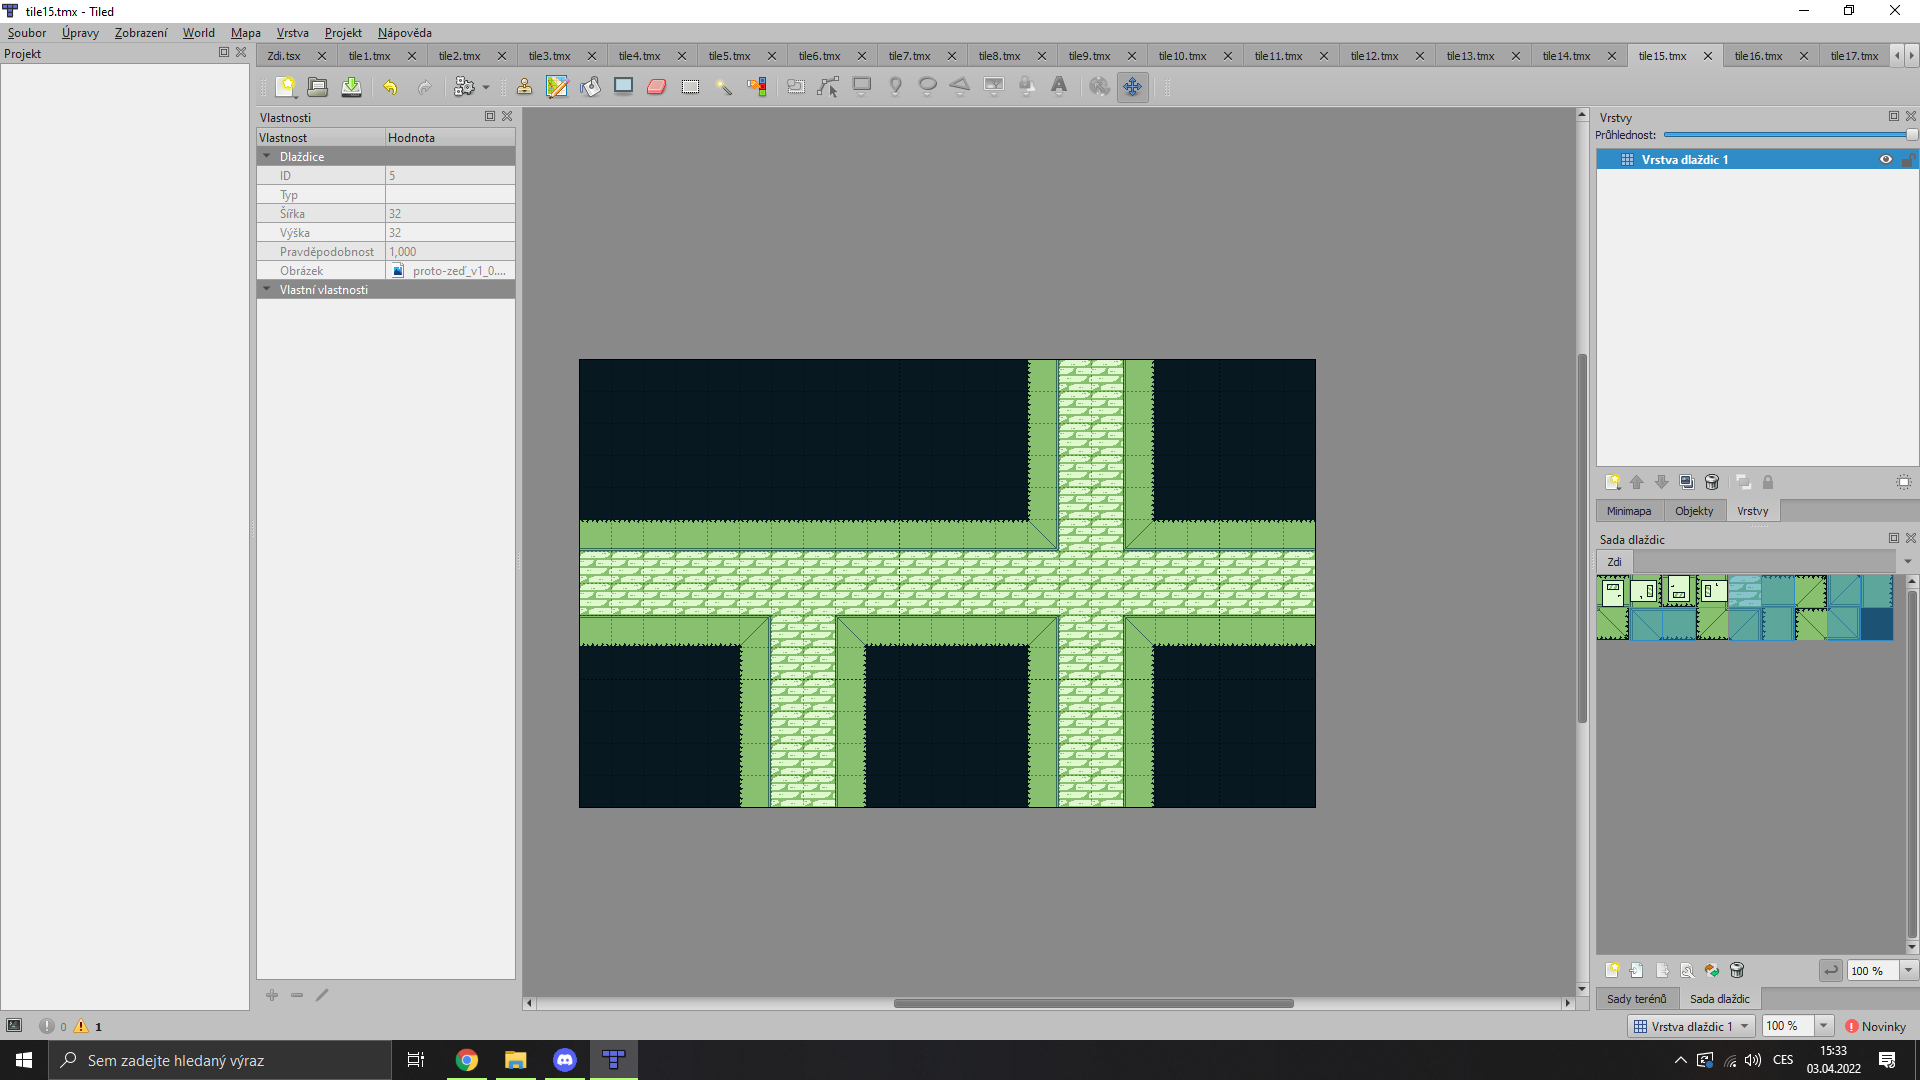 tile15.tmx - Tiled
Soubor Úpravy Zobrazení World Mapa Vrstva Projekt Nápověda
Projekt
Zdi.tsx tile1.tmx tile2.tmx tile3.tmx tile4.tmx tile5.tmx tile6.tmx tile7.tmx tile8.tmx tile9.tmx tile10.tmx tile11.tmx tile12.tmx tile13.tmx tile14.tmx tile15.tmx tile16.tmx tile17.tmx
Vlastnosti
Vlastnost Hodnota
Dlaždice
ID 5
Typ
Šířka 32
Výška 32
Pravděpodobnost 1,000
Obrázek proto-zeď_v1_0....
Vlastní vlastnosti
Vrstvy
Průhlednost:
Vrstva dlaždic 1
Minimapa Objekty Vrstvy
Sada dlaždic
Zdi
100 %
Sady terénů Sada dlaždic
0 1
Vrstva dlaždic 1 100 % Novinky
Sem zadejte hledaný výraz
CES
15:33
03.04.2022